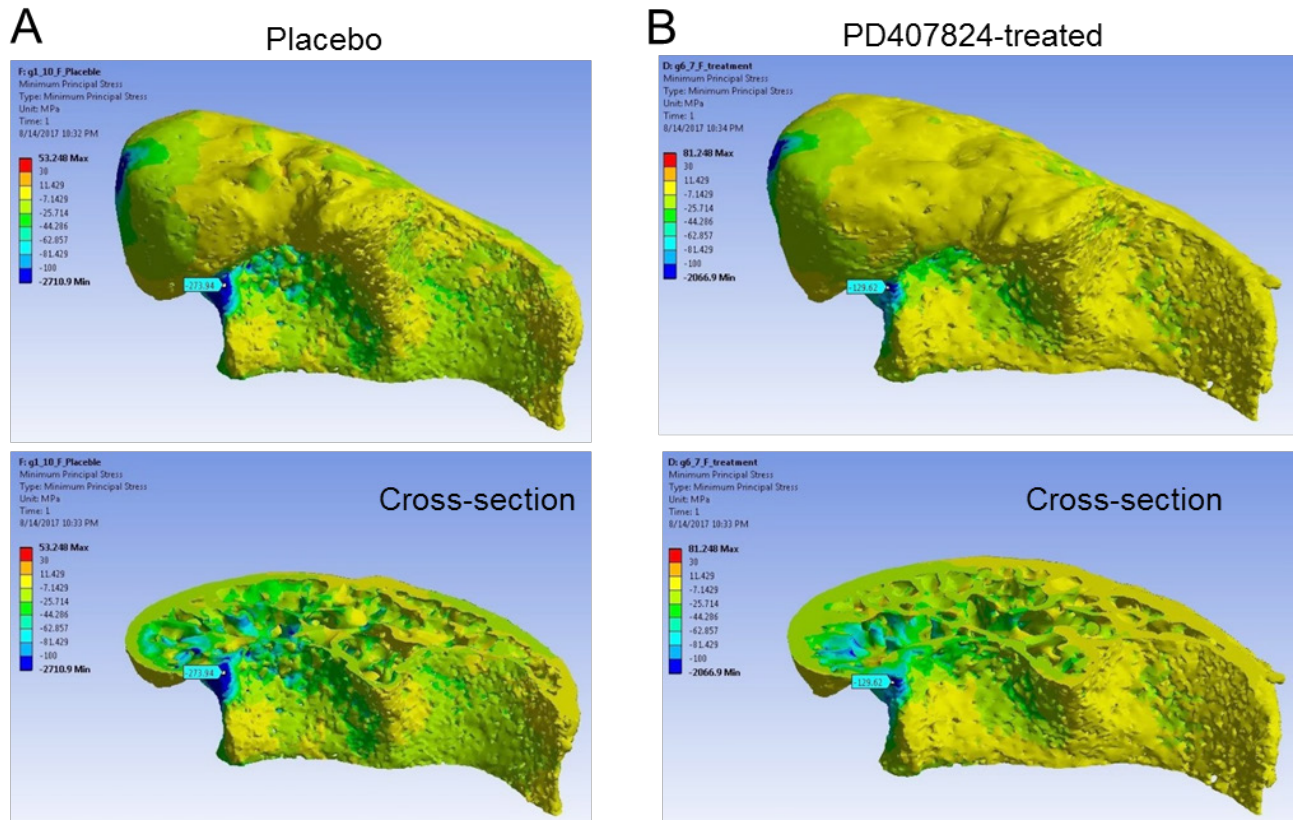 A
Placebo
F: g1_10_F_Placeble
Minimum Principal Stress
Type: Minimum Principal Stress
Unit: MPa
Time: 1
8/14/2017 10:32 PM
53.248 Max
30
11.429
-7.1429
-25.714
-44.286
-62.857
-81.429
-100
-2710.9 Min
-273.94
B
PD407824-treated
D: g6_7_F_treatment
Minimum Principal Stress
Type: Minimum Principal Stress
Unit: MPa
Time: 1
8/14/2017 10:34 PM
81.248 Max
30
11.429
-7.1429
-25.714
-44.286
-62.857
-81.429
-100
-2066.9 Min
-129.62
F: g1_10_F_Placeble
Minimum Principal Stress
Type: Minimum Principal Stress
Unit: MPa
Time: 1
8/14/2017 10:33 PM
Cross-section
53.248 Max
30
11.429
-7.1429
-25.714
-44.286
-62.857
-81.429
-100
-2710.9 Min
-273.94
D: g6_7_F_treatment
Minimum Principal Stress
Type: Minimum Principal Stress
Unit: MPa
Time: 1
8/14/2017 10:33 PM
Cross-section
81.248 Max
30
11.429
-7.1429
-25.714
-44.286
-62.857
-81.429
-100
-2066.9 Min
-129.62